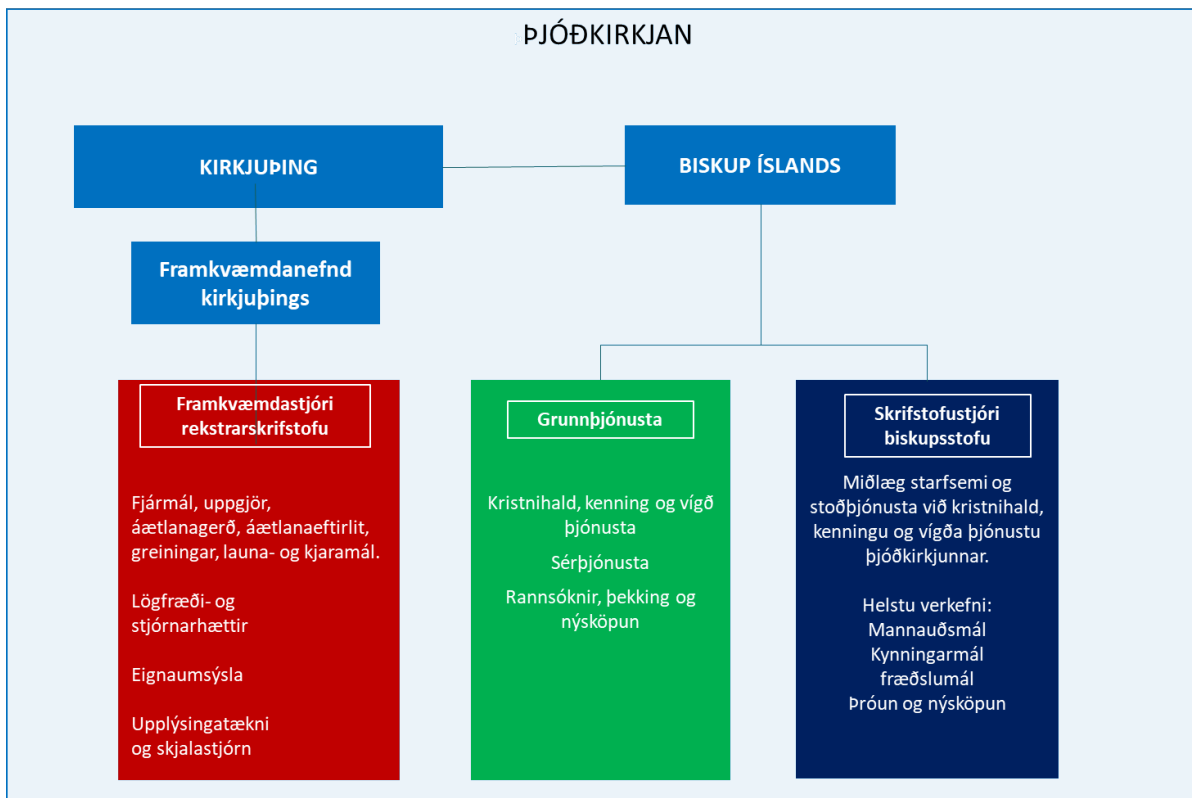 ÞJÓÐKIRKJAN
KIRKJUÞING
BISKUP ÍSLANDS
Framkvæmdanefnd
kirkjuþings
Framkvæmdastjóri
rekstrarskrifstofu
Fjármál, uppgjör,
áætlanagerð, áætlanaeftirlit,
greiningar, launa- og kjaramál.
Lögfræði- og
stjórnarhættir
Eignaumsýsla
Upplýsingatækni
og skjalastjórn
Grunnþjónusta
Kristnihald, kenning og vígð
þjónusta
Sérþjónusta
Rannsóknir, þekking og
nýsköpun
Skrifstofustjóri
biskupsstofu
Miðlæg starfsemi og
stoðþjónusta við kristnihald,
kenningu og vígða þjónustu
þjóðkirkjunnar.
Helstu verkefni:
Mannauðsmál
Kynningarmál
fræðslumál
Þróun og nýsköpun